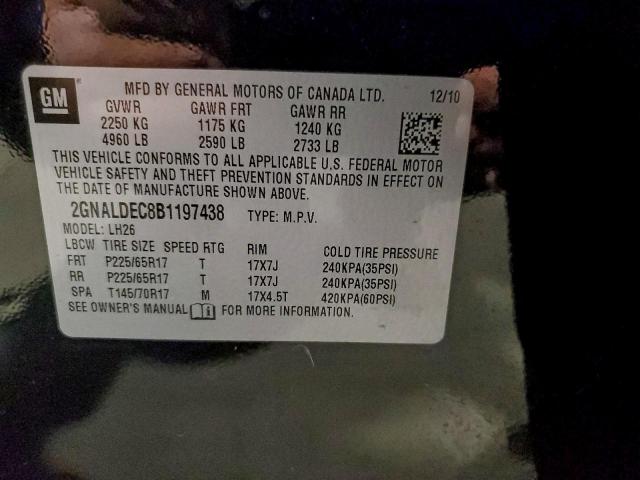 GM
MFD BY GENERAL MOTORS OF CANADA LTD. 12/10
GVWR GAWR FRT GAWR RR
2250 KG 1175 KG 1240 KG
4960 LB 2590 LB 2733 LB
THIS VEHICLE CONFORMS TO ALL APPLICABLE U.S. FEDERAL MOTOR
VEHICLE SAFETY AND THEFT PREVENTION STANDARDS IN EFFECT ON
THE DATE OF MANUFACTURE SHOWN ABOVE.
2GNALDEC8B1197438 TYPE: M.P.V.
MODEL: LH26
LBCW TIRE SIZE SPEED RTG RIM COLD TIRE PRESSURE
FRT P225/65R17 T 17X7J 240KPA(35PSI)
RR P225/65R17 T 17X7J 240KPA(35PSI)
SPA T145/70R17 M 17X4.5T 420KPA(60PSI)
SEE OWNER'S MANUAL FOR MORE INFORMATION.